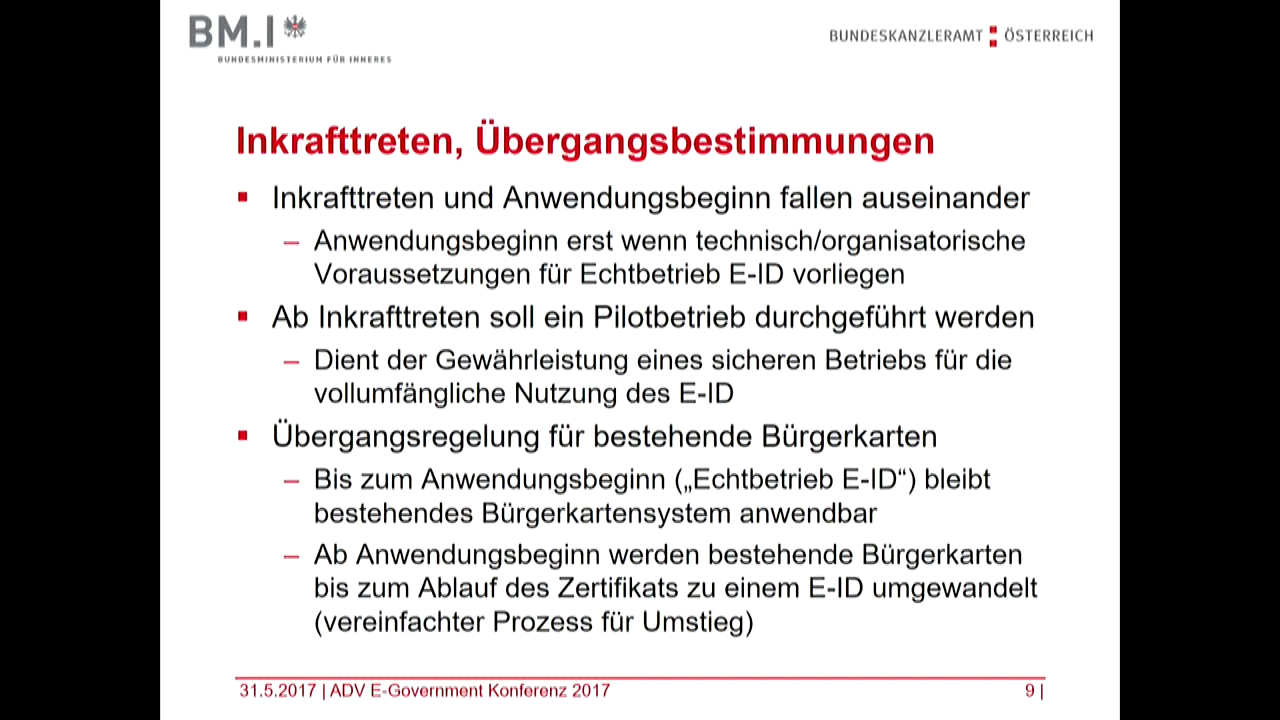 BM.I
BUNDESMINISTERIUM FÜR INNERES
BUNDESKANZLERAMT ÖSTERREICH
Inkrafttreten, Übergangsbestimmungen
▪ Inkrafttreten und Anwendungsbeginn fallen auseinander
– Anwendungsbeginn erst wenn technisch/organisatorische
Voraussetzungen für Echtbetrieb E-ID vorliegen
▪ Ab Inkrafttreten soll ein Pilotbetrieb durchgeführt werden
– Dient der Gewährleistung eines sicheren Betriebs für die
vollumfängliche Nutzung des E-ID
▪ Übergangsregelung für bestehende Bürgerkarten
– Bis zum Anwendungsbeginn („Echtbetrieb E-ID“) bleibt
bestehendes Bürgerkartensystem anwendbar
– Ab Anwendungsbeginn werden bestehende Bürgerkarten
bis zum Ablauf des Zertifikats zu einem E-ID umgewandelt
(vereinfachter Prozess für Umstieg)
31.5.2017 | ADV E-Government Konferenz 2017
9 |